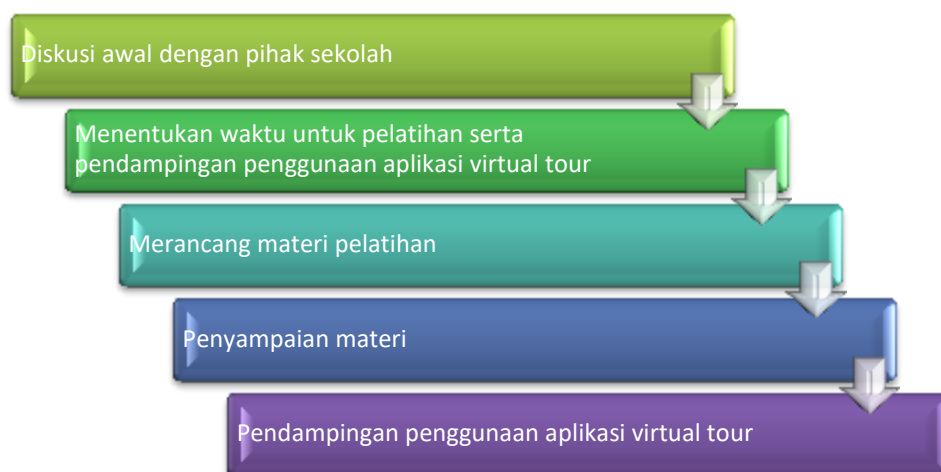 Diskusi awal dengan pihak sekolah
Menentukan waktu untuk pelatihan serta
pendampingan penggunaan aplikasi virtual tour
Merancang materi pelatihan
Penyampaian materi
Pendampingan penggunaan aplikasi virtual tour